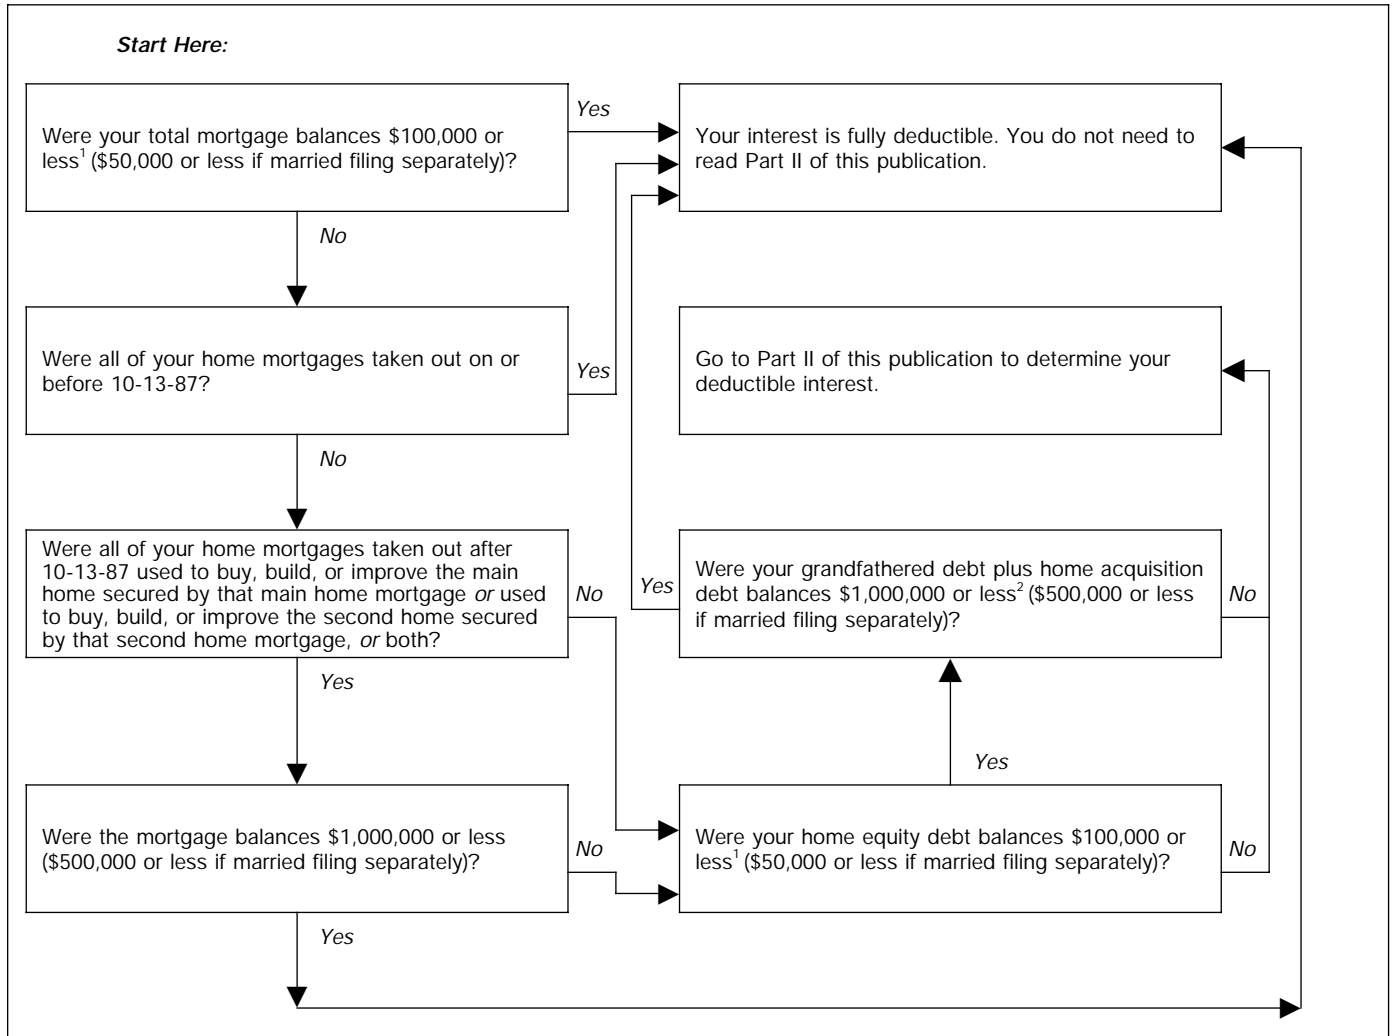 Start Here:
Were your total mortgage balances $100,000 or
less¹ ($50,000 or less if married filing separately)?
Yes
Your interest is fully deductible. You do not need to
read Part II of this publication.
No
Were all of your home mortgages taken out on or
before 10-13-87?
Yes
Go to Part II of this publication to determine your
deductible interest.
No
Were all of your home mortgages taken out after
10-13-87 used to buy, build, or improve the main
home secured by that main home mortgage or used
to buy, build, or improve the second home secured
by that second home mortgage, or both?
No
Yes
Were your grandfathered debt plus home acquisition
debt balances $1,000,000 or less² ($500,000 or less
if married filing separately)?
No
Yes
Yes
Were the mortgage balances $1,000,000 or less
($500,000 or less if married filing separately)?
No
Were your home equity debt balances $100,000 or
less¹ ($50,000 or less if married filing separately)?
No
Yes